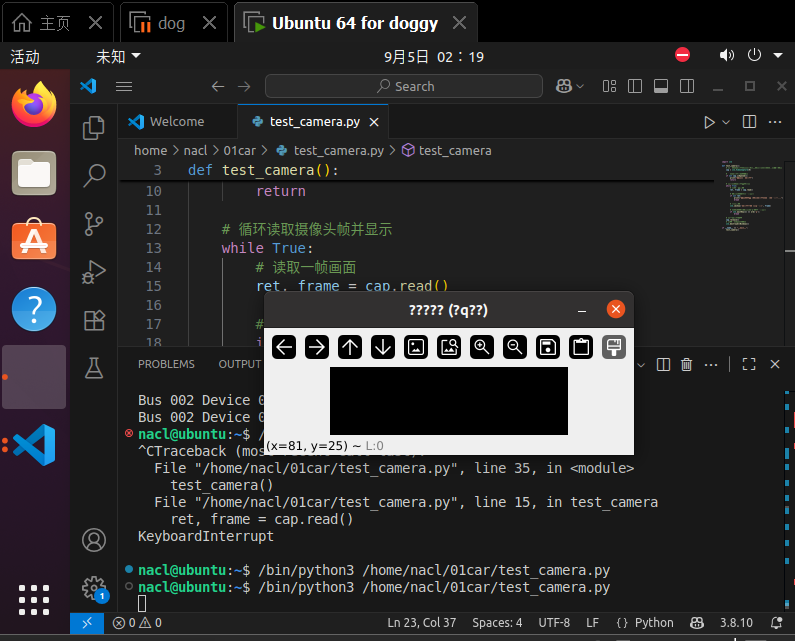 主页
dog
Ubuntu 64 for doggy
活动
未知
9月5日 02：19
Search
Welcome
test_camera.py
home > nacl > 01car > test_camera.py > test_camera
3 def test_camera():
10 return
11
12 # 循环读取摄像头帧并显示
13 while True:
14 # 读取一帧画面
15 ret, frame = cap.read()
16
17 #
18
????? (?q??)
PROBLEMS OUTPUT
(x=81, y=25) ~ L:0
Bus 002 Device
Bus 002 Device
nacl@ubuntu:~$ /
^CTraceback
File "/home/nacl/01car/test_camera.py", line 35, in <module>
test_camera()
File "/home/nacl/01car/test_camera.py", line 15, in test_camera
ret, frame = cap.read()
KeyboardInterrupt
nacl@ubuntu:~$ /bin/python3 /home/nacl/01car/test_camera.py
nacl@ubuntu:~$ /bin/python3 /home/nacl/01car/test_camera.py
1
0 0 Ln 23, Col 37 Spaces: 4 UTF-8 LF {} Python 3.8.10